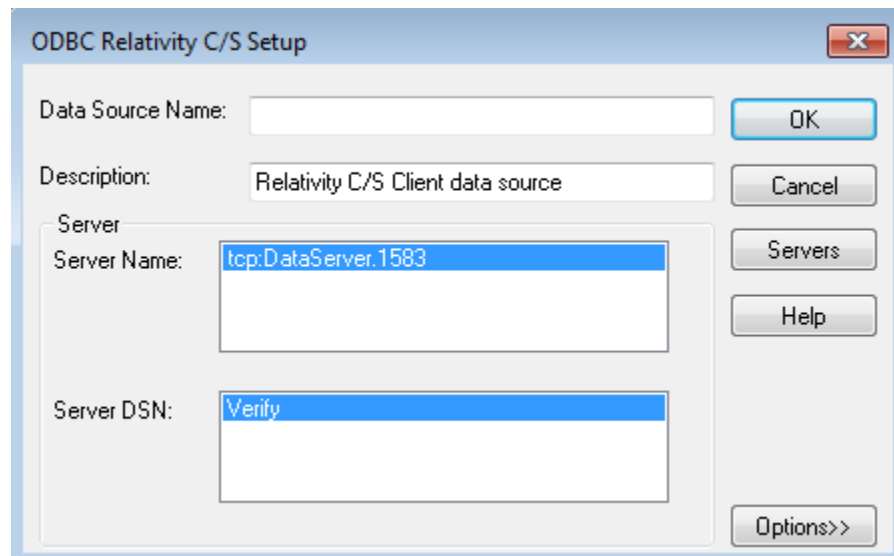 ODBC Relativity C/S Setup
Data Source Name:
OK
Description: Relativity C/S Client data source
Cancel
Server
Server Name: tcp:DataServer.1583
Servers
Help
Server DSN: Verify
Options>>